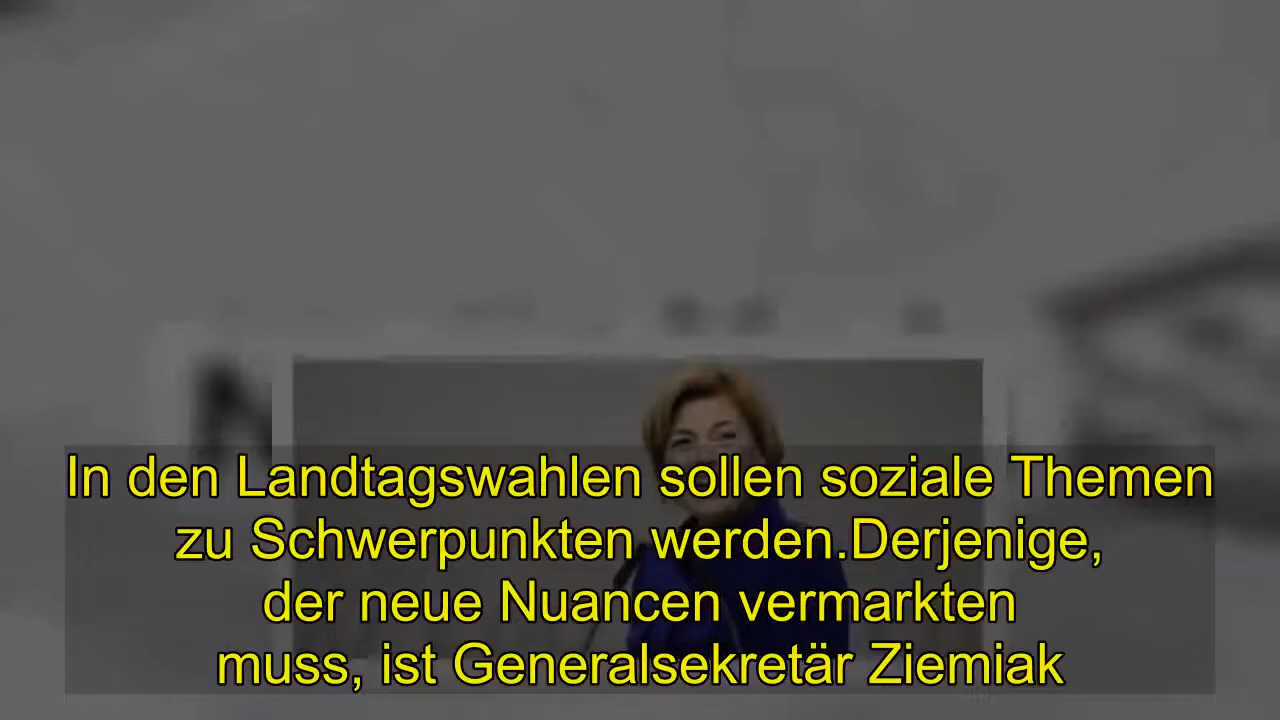 In den Landtagswahlen sollen soziale Themen
zu Schwerpunkten werden.Derjenige,
der neue Nuancen vermarkten
muss, ist Generalsekretär Ziemiak